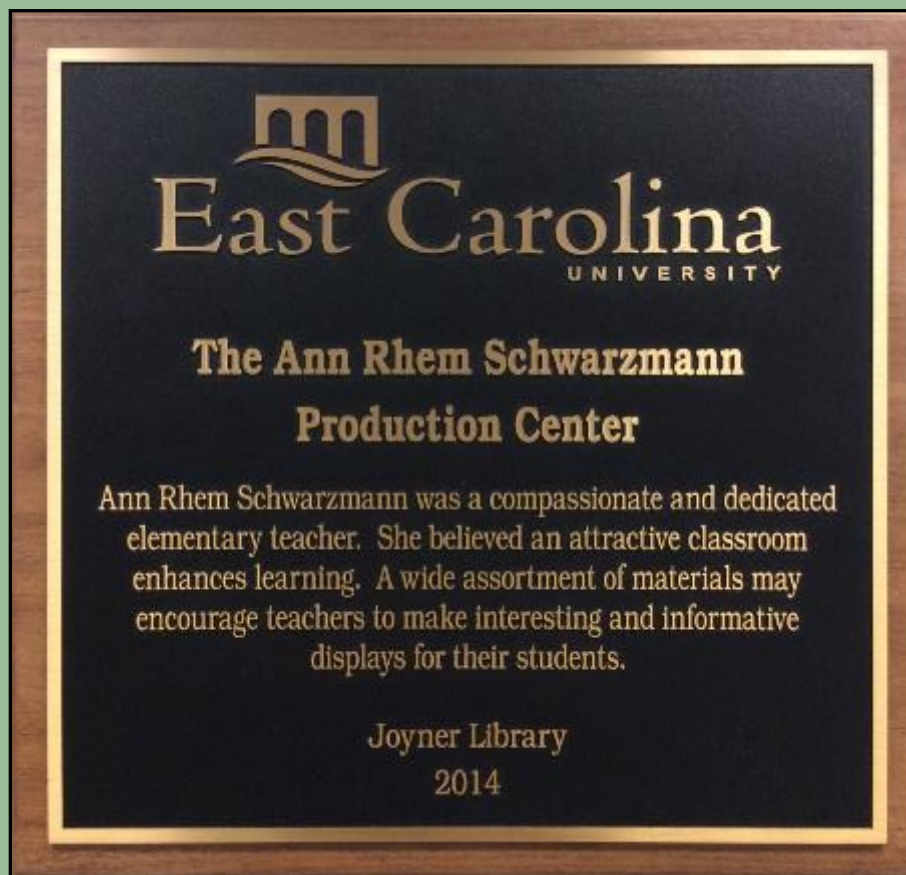 East Carolina
UNIVERSITY
The Ann Rhem Schwarzmann
Production Center
Ann Rhem Schwarzmann was a compassionate and dedicated
elementary teacher. She believed an attractive classroom
enhances learning. A wide assortment of materials may
encourage teachers to make interesting and informative
displays for their students.
Joyner Library
2014